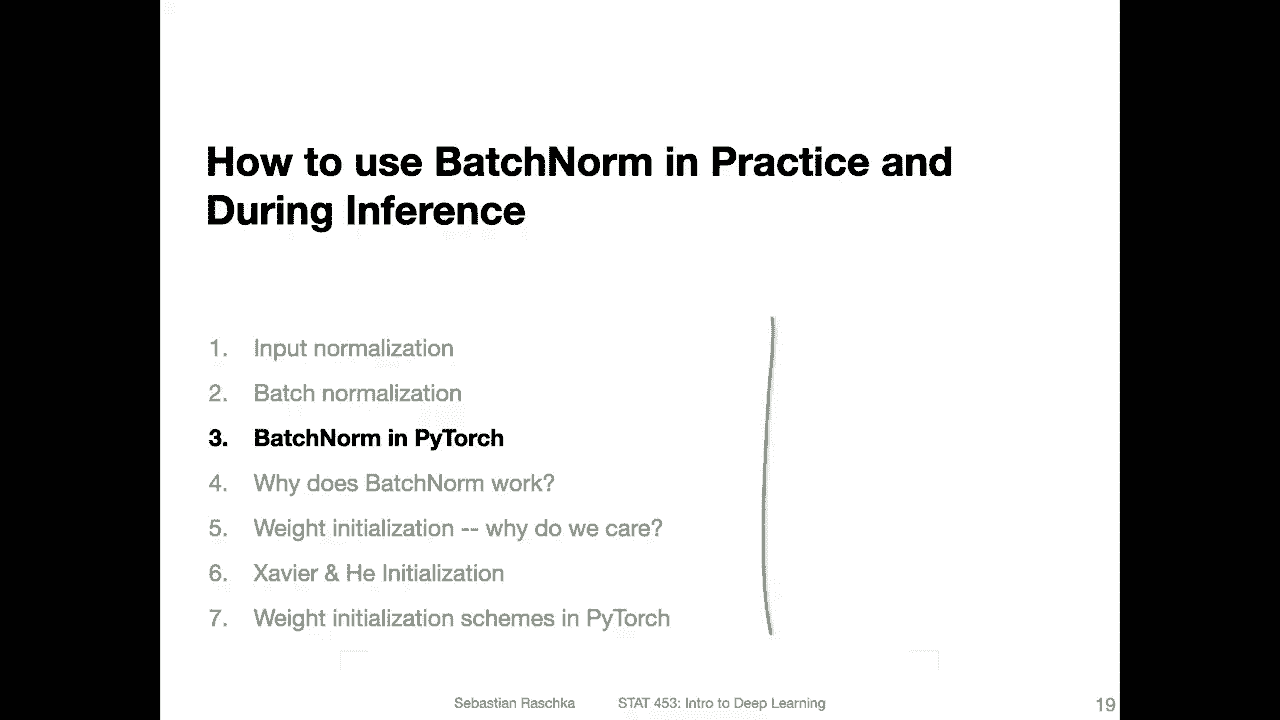 How to use BatchNorm in Practice and
During Inference
1. Input normalization
2. Batch normalization
3. BatchNorm in PyTorch
4. Why does BatchNorm work?
5. Weight initialization -- why do we care?
6. Xavier & He Initialization
7. Weight initialization schemes in PyTorch
Sebastian Raschka STAT 453: Intro to Deep Learning 19